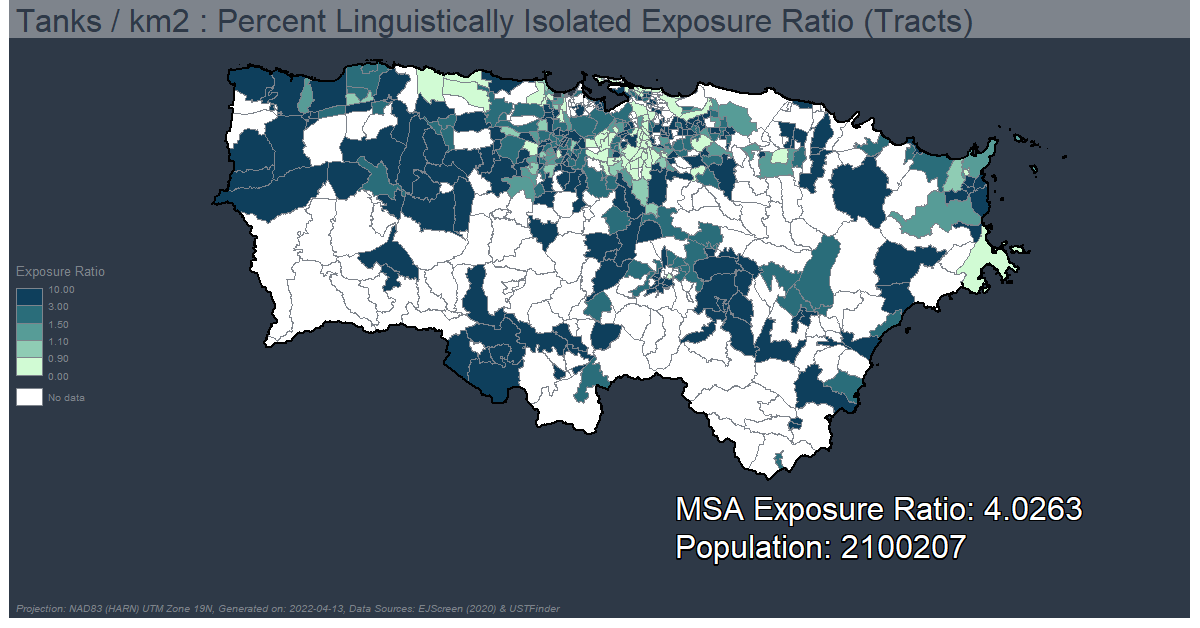 Tanks / km2 : Percent Linguistically Isolated Exposure Ratio (Tracts)
Exposure Ratio
10.00
3.00
1.50
1.10
0.90
0.00
No data
MSA Exposure Ratio: 4.0263
Population: 2100207
Projection: NAD83 (HARN) UTM Zone 19N, Generated on: 2022-04-13, Data Sources: EJScreen (2020) & USTFinder